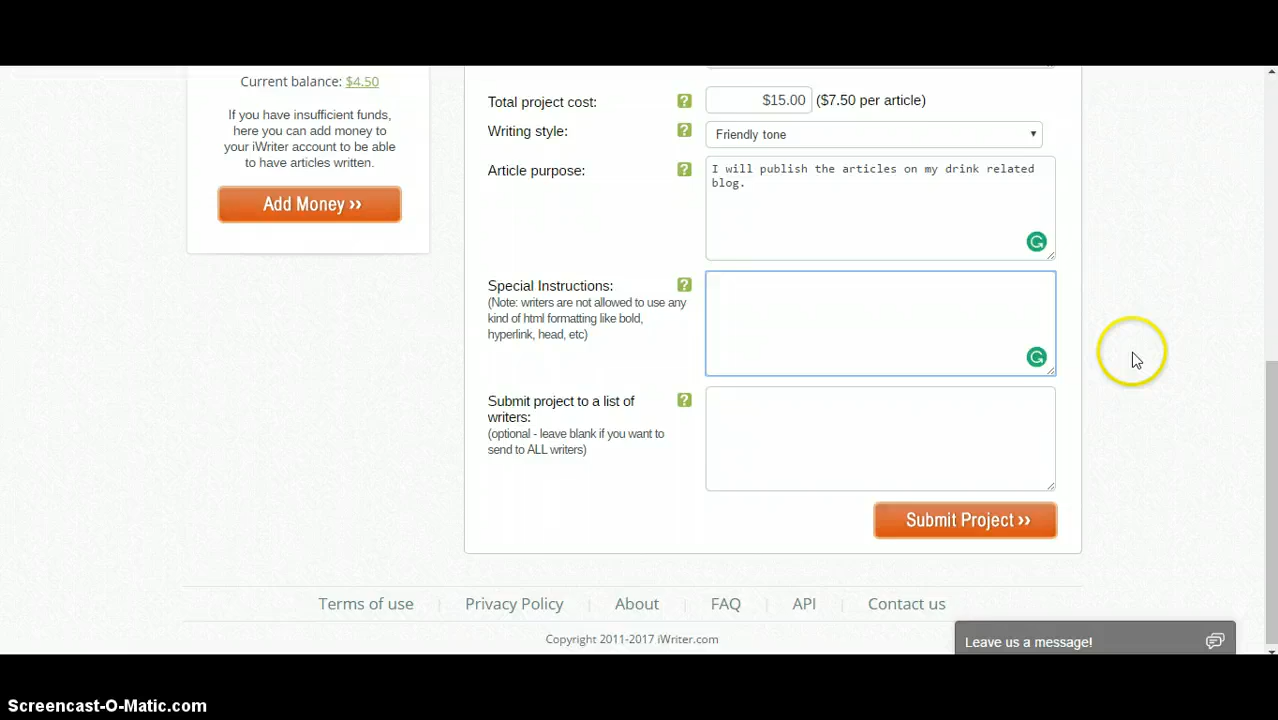 Current balance: $4.50
If you have insufficient funds,
here you can add money to
your iWriter account to be able
to have articles written.
Add Money ››
Total project cost: ? $15.00 ($7.50 per article)
Writing style: ? Friendly tone
Article purpose: ?
I will publish the articles on my drink related
blog.
Special Instructions: ?
(Note: writers are not allowed to use any
kind of html formatting like bold,
hyperlink, head, etc)
Submit project to a list of
writers: ?
(optional - leave blank if you want to
send to ALL writers)
Submit Project ››
Terms of use | Privacy Policy | About | FAQ | API | Contact us
Copyright 2011-2017 iWriter.com
Leave us a message!
Screencast-O-Matic.com